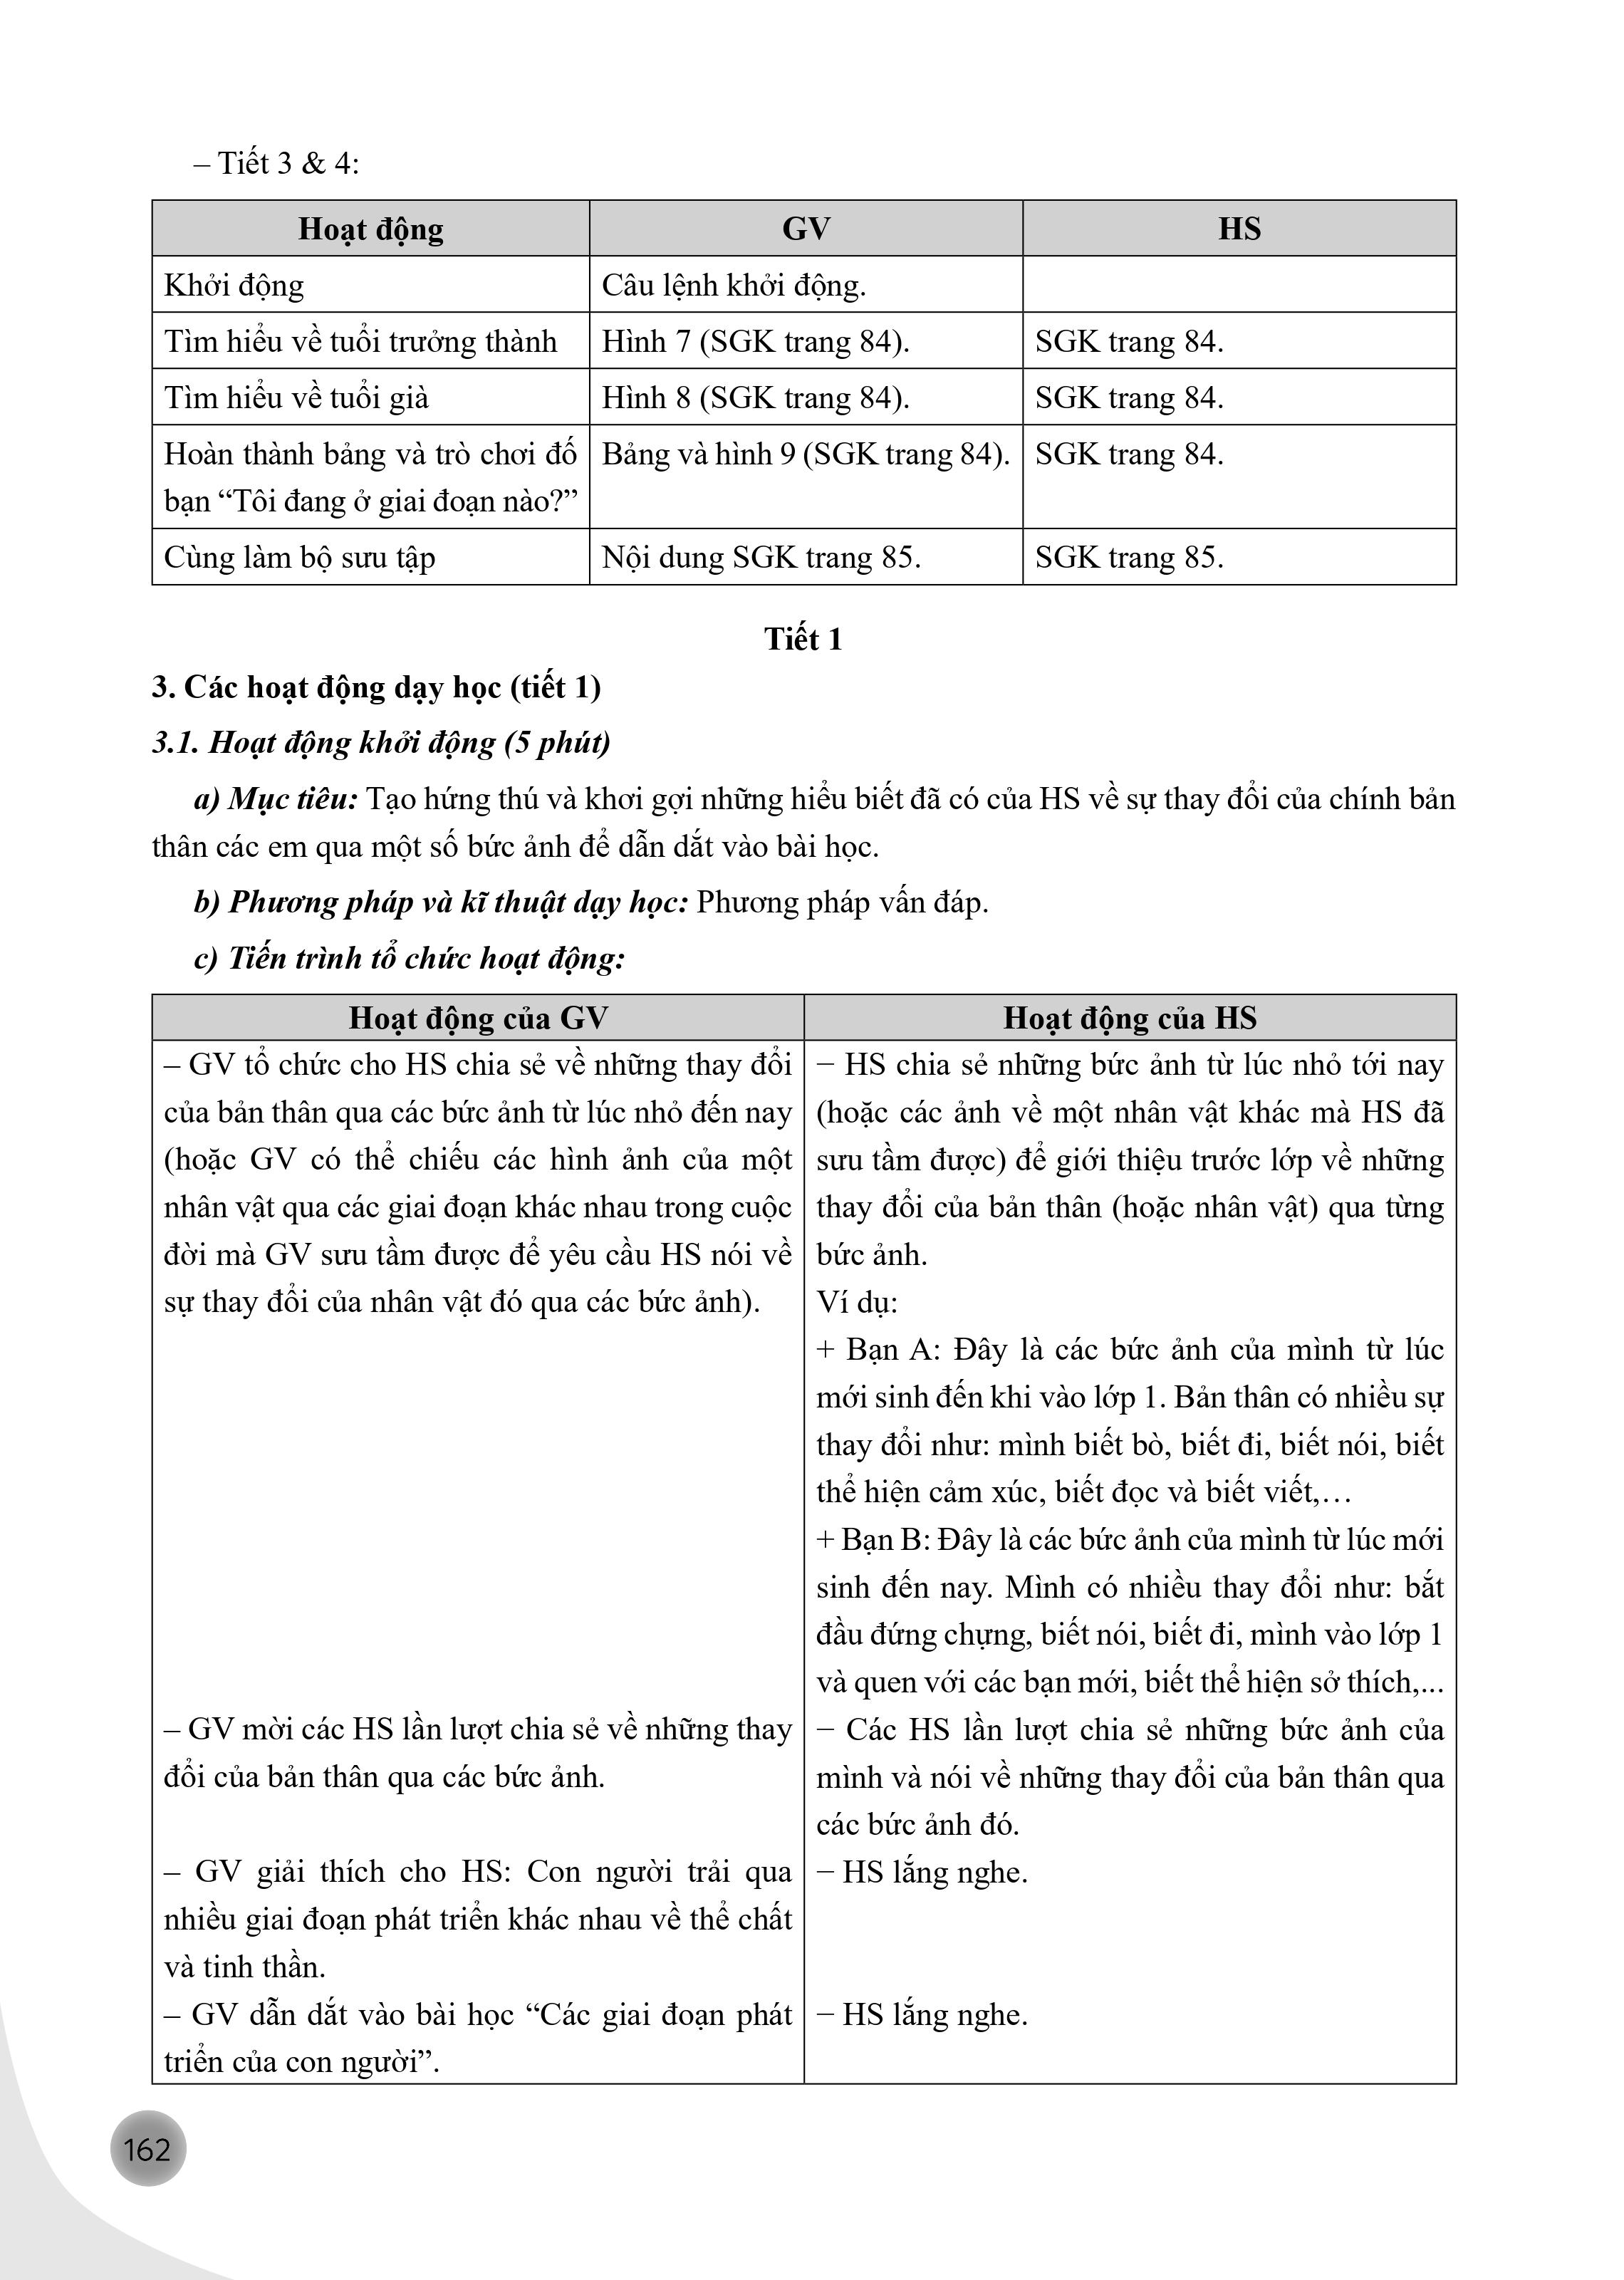 – Tiết 3 & 4:
Hoạt động
GV
HS
Khởi động
Câu lệnh khởi động.
Tìm hiểu về tuổi trưởng thành
Hình 7 (SGK trang 84).
SGK trang 84.
Tìm hiểu về tuổi già
Hình 8 (SGK trang 84).
SGK trang 84.
Hoàn thành bảng và trò chơi đố
bạn “Tôi đang ở giai đoạn nào?”
Bảng và hình 9 (SGK trang 84).
SGK trang 84.
Cùng làm bộ sưu tập
Nội dung SGK trang 85.
SGK trang 85.
Tiết 1
3. Các hoạt động dạy học (tiết 1)
3.1. Hoạt động khởi động (5 phút)
a) Mục tiêu: Tạo hứng thú và khơi gợi những hiểu biết đã có của HS về sự thay đổi của chính bản
thân các em qua một số bức ảnh để dẫn dắt vào bài học.
b) Phương pháp và kĩ thuật dạy học: Phương pháp vấn đáp.
c) Tiến trình tổ chức hoạt động:
Hoạt động của GV
Hoạt động của HS
– GV tổ chức cho HS chia sẻ về những thay đổi
của bản thân qua các bức ảnh từ lúc nhỏ đến nay
(hoặc GV có thể chiếu các hình ảnh của một
nhân vật qua các giai đoạn khác nhau trong cuộc
đời mà GV sưu tầm được để yêu cầu HS nói về
sự thay đổi của nhân vật đó qua các bức ảnh).
– HS chia sẻ những bức ảnh từ lúc nhỏ tới nay
(hoặc các ảnh về một nhân vật khác mà HS đã
sưu tầm được) để giới thiệu trước lớp về những
thay đổi của bản thân (hoặc nhân vật) qua từng
bức ảnh.
Ví dụ:
+ Bạn A: Đây là các bức ảnh của mình từ lúc
mới sinh đến khi vào lớp 1. Bản thân có nhiều sự
thay đổi như: mình biết bò, biết đi, biết nói, biết
thể hiện cảm xúc, biết đọc và biết viết,…
+ Bạn B: Đây là các bức ảnh của mình từ lúc mới
sinh đến nay. Mình có nhiều thay đổi như: bắt
đầu đứng chựng, biết nói, biết đi, mình vào lớp 1
và quen với các bạn mới, biết thể hiện sở thích,...
– GV mời các HS lần lượt chia sẻ về những thay
đổi của bản thân qua các bức ảnh.
– Các HS lần lượt chia sẻ những bức ảnh của
mình và nói về những thay đổi của bản thân qua
các bức ảnh đó.
– GV giải thích cho HS: Con người trải qua
nhiều giai đoạn phát triển khác nhau về thể chất
và tinh thần.
– HS lắng nghe.
– GV dẫn dắt vào bài học “Các giai đoạn phát
triển của con người”.
– HS lắng nghe.
162